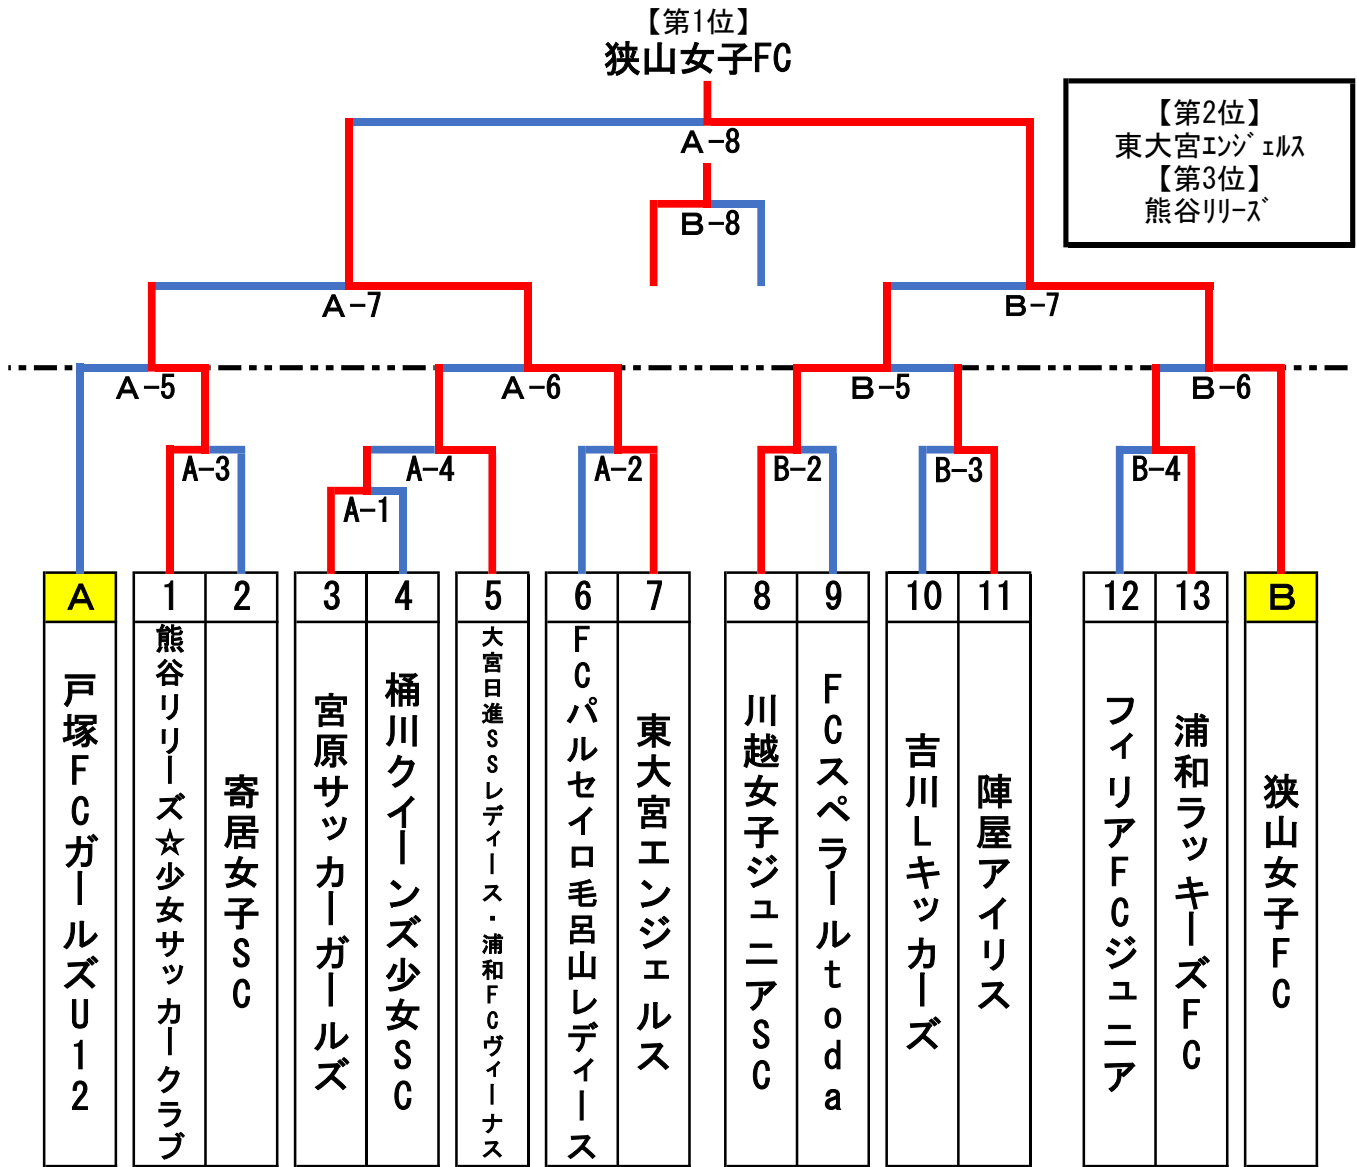 【第1位】
狭山女子FC
【第2位】
東大宮ｴﾝｼﾞｪﾙｽ
【第3位】
熊谷ﾘﾘｰｽﾞ
A-8
B-8
A-7
B-7
A-5
A-6
B-5
B-6
A-3
A-4
A-2
B-2
B-3
B-4
A-1
A
1
2
3
4
5
6
7
8
9
10
11
12
13
B
戸塚FCガールズU12
熊谷リリーズ☆少女サッカークラブ
寄居女子SC
宮原サッカーガールズ
桶川クイーンズ少女SC
大宮日進SSレディース・浦和FCヴィーナス
FCパルセイロ毛呂山レディース
東大宮エンジェルス
川越女子ジュニアSC
FCスペラールtoda
吉川Lキッカーズ
陣屋アイリス
フィリアFCジュニア
浦和ラッキーズFC
狭山女子FC